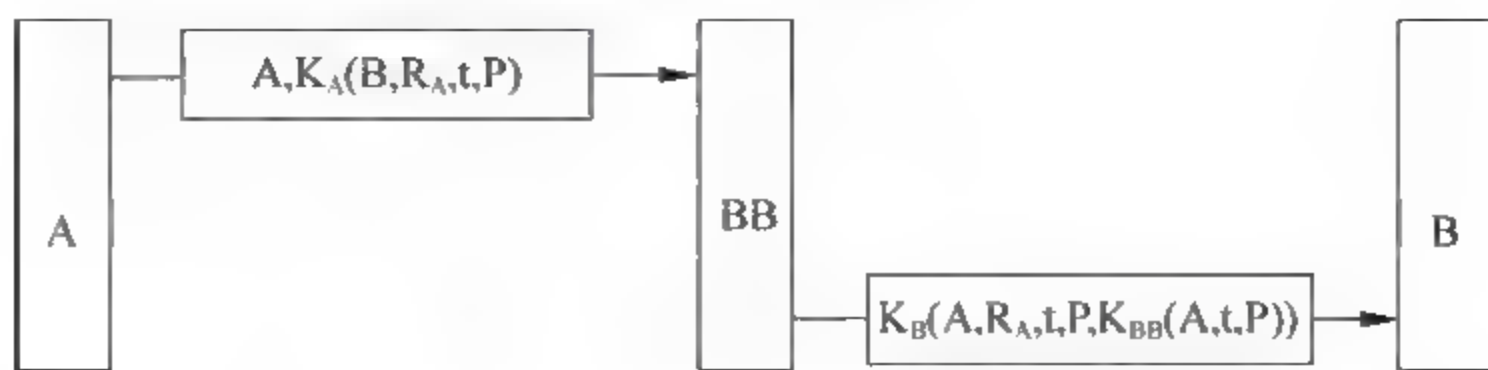 A,K_A(B,R_A,t,P)
A
BB
B
K_B(A,R_A,t,P,K_BB(A,t,P))